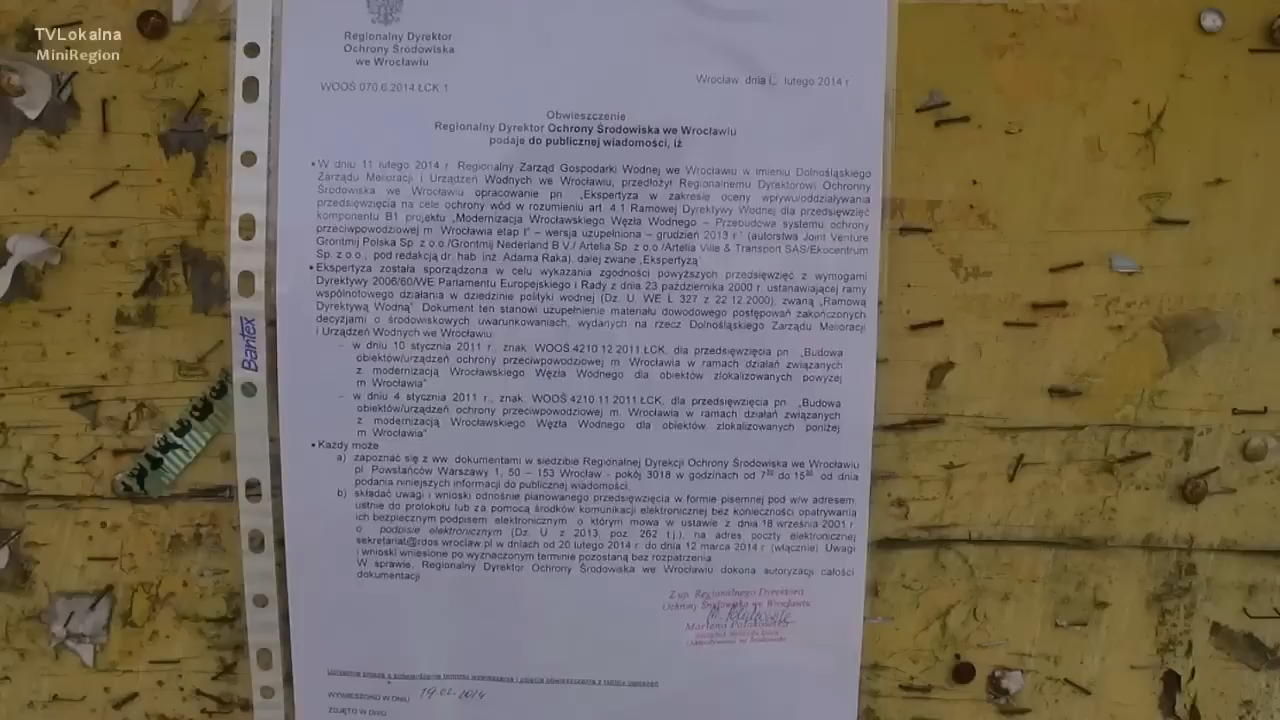 TVLokalna
MiniRegion
Regionalny Dyrektor
Ochrony Środowiska
we Wrocławiu
WOOŚ 070.6.2014.ŁCK.1
Wrocław, dnia lutego 2014 r.
Obwieszczenie
Regionalny Dyrektor Ochrony Środowiska we Wrocławiu
podaje do publicznej wiadomości, iż
• W dniu 11 lutego 2014 r. Regionalny Zarząd Gospodarki Wodnej we Wrocławiu w imieniu Dolnośląskiego
Zarządu Melioracji i Urządzeń Wodnych we Wrocławiu, przedłożył Regionalnemu Dyrektorowi Ochronny
Środowiska we Wrocławiu opracowanie pn. „Ekspertyza w zakresie oceny wpływu/oddziaływania
przedsięwzięcia na cele ochrony wód w rozumieniu art. 4.1 Ramowej Dyrektywy Wodnej dla przedsięwzięć
komponentu B1 projektu „Modernizacja Wrocławskiego Węzła Wodnego – Przebudowa systemu ochrony
przeciwpowodziowej m. Wrocławia etap I" – wersja uzupełniona – grudzień 2013 r." (autorstwa Joint Venture
Grontmij Polska Sp. z o.o./Grontmij Nederland B.V./ Artelia Sp. z o.o./Artelia Ville & Transport SAS/Ekocentrum
Sp. z o.o., pod redakcją dr. hab. inż. Adama Raka), dalej zwane „Ekspertyzą".
• Ekspertyza została sporządzona w celu wykazania zgodności powyższych przedsięwzięć z wymogami
Dyrektywy 2006/60/WE Parlamentu Europejskiego i Rady z dnia 23 października 2000 r. ustanawiającej ramy
wspólnotowego działania w dziedzinie polityki wodnej (Dz. U. WE L 327 z 22.12.2000), zwaną „Ramową
Dyrektywą Wodną". Dokument ten stanowi uzupełnienie materiału dowodowego postępowań zakończonych
decyzjami o środowiskowych uwarunkowaniach, wydanych na rzecz Dolnośląskiego Zarządu Melioracji
i Urządzeń Wodnych we Wrocławiu:
– w dniu 10 stycznia 2011 r., znak: WOOŚ.4210.12.2011.ŁCK, dla przedsięwzięcia pn. „Budowa
obiektów/urządzeń ochrony przeciwpowodziowej m. Wrocławia w ramach działań związanych
z modernizacją Wrocławskiego Węzła Wodnego dla obiektów zlokalizowanych powyżej
m. Wrocławia"
– w dniu 4 stycznia 2011 r., znak: WOOŚ.4210.11.2011.ŁCK, dla przedsięwzięcia pn. „Budowa
obiektów/urządzeń ochrony przeciwpowodziowej m. Wrocławia w ramach działań związanych
z modernizacją Wrocławskiego Węzła Wodnego dla obiektów zlokalizowanych poniżej
m. Wrocławia"
• Każdy może
a) zapoznać się z ww. dokumentami w siedzibie Regionalnej Dyrekcji Ochrony Środowiska we Wrocławiu
pl. Powstańców Warszawy 1, 50 – 153 Wrocław - pokój 3018 w godzinach od 7³⁰ do 15⁰⁰ od dnia
podania niniejszych informacji do publicznej wiadomości.
b) składać uwagi i wnioski odnośnie planowanego przedsięwzięcia w formie pisemnej pod w/w adresem,
ustnie do protokołu lub za pomocą środków komunikacji elektronicznej bez konieczności opatrywania
ich bezpiecznym podpisem elektronicznym, o którym mowa w ustawie z dnia 18 września 2001 r.
o podpisie elektronicznym (Dz. U. z 2013, poz. 262 t.j.), na adres poczty elektronicznej
sekretariat@rdos.wroclaw.pl w dniach od 20 lutego 2014 r. do dnia 12 marca 2014 r. (włącznie). Uwagi
i wnioski wniesione po wyznaczonym terminie pozostaną bez rozpatrzenia.
W sprawie, Regionalny Dyrektor Ochrony Środowiska we Wrocławiu dokona autoryzacji całości
dokumentacji.
Z up. Regionalnego Dyrektora
Ochrony Środowiska we Wrocławiu
Marlena
WYWIESZONO W DNIU 19.02.2014
ZDJĘTO W DNIU
Bantex